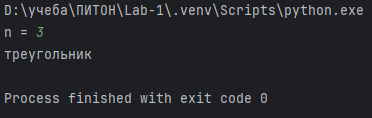 D:\учеба\ПИТОН\Lab-1\.venv\Scripts\python.exe
n = 3
треугольник
Process finished with exit code 0